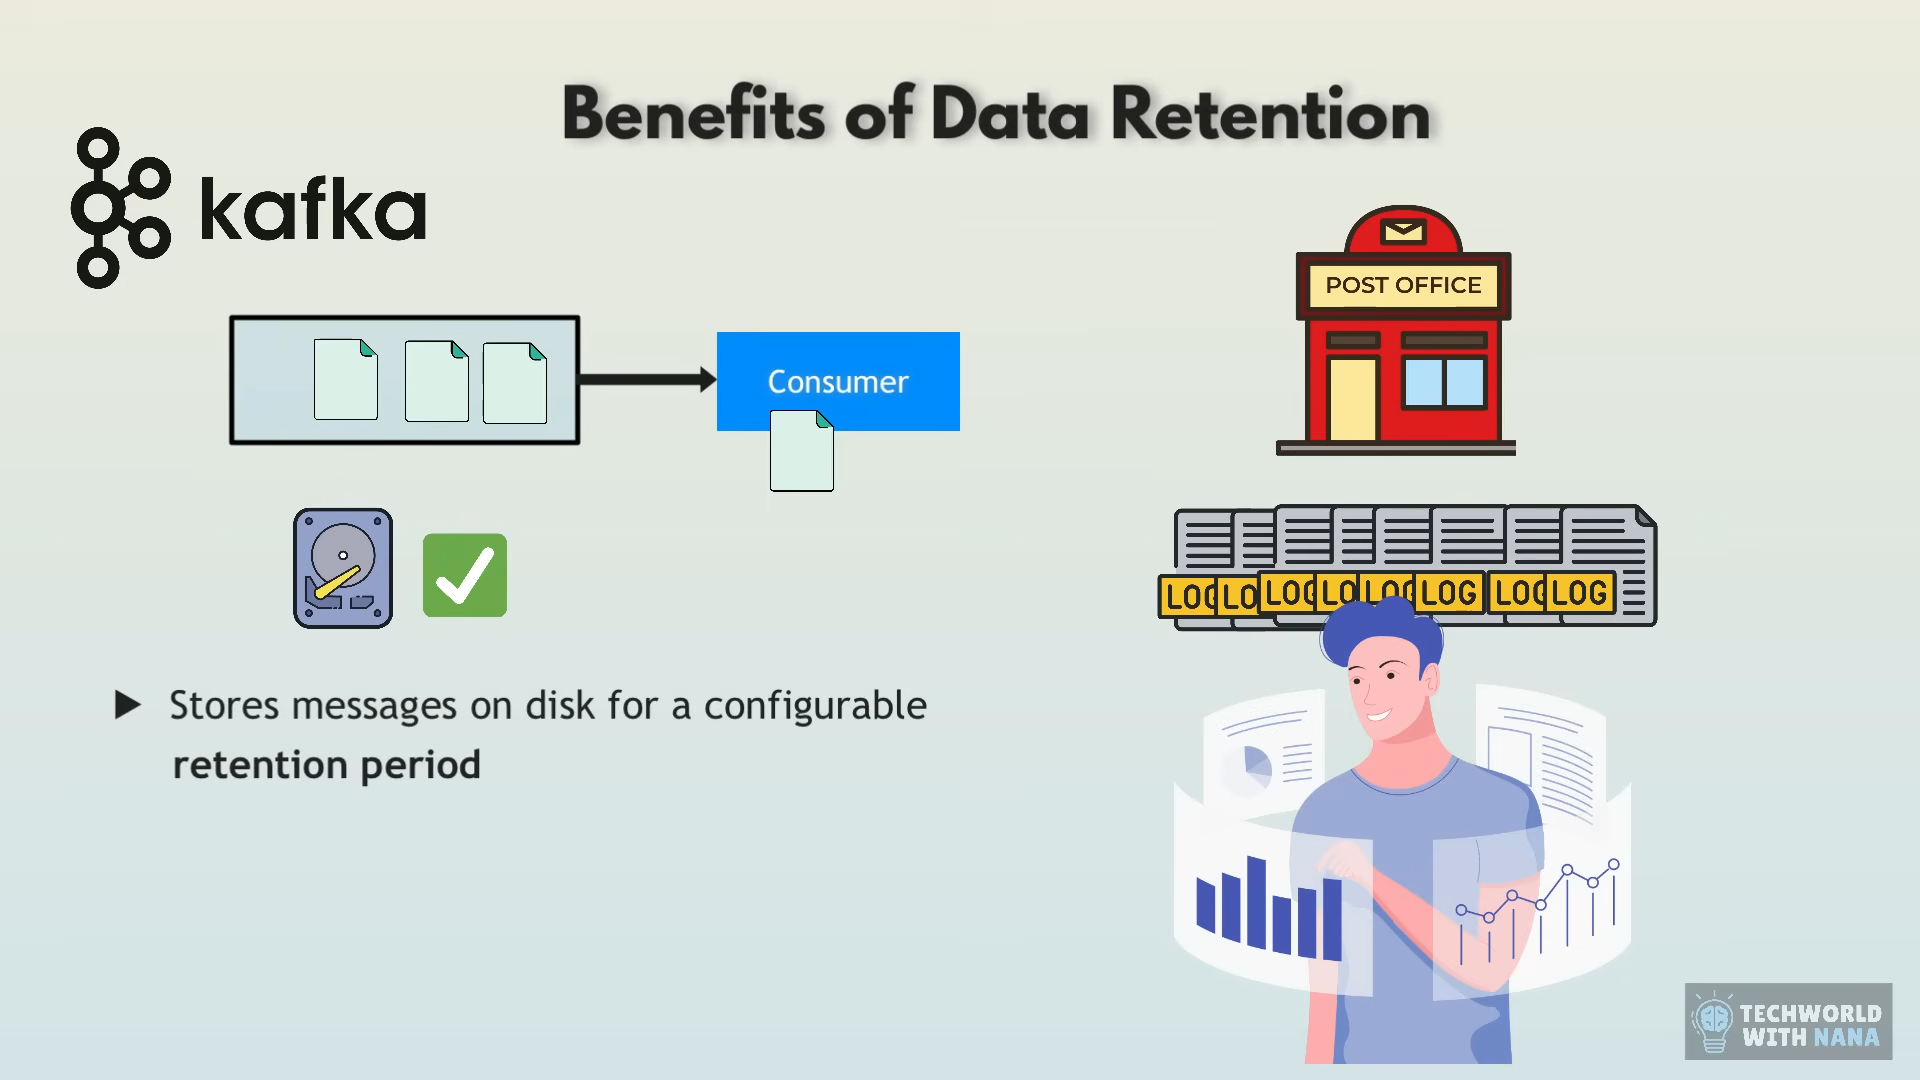 Benefits of Data Retention
kafka
POST OFFICE
Consumer
LOG LOG LOG LOG
Stores messages on disk for a configurable
retention period
TECHWORLD
WITH NANA